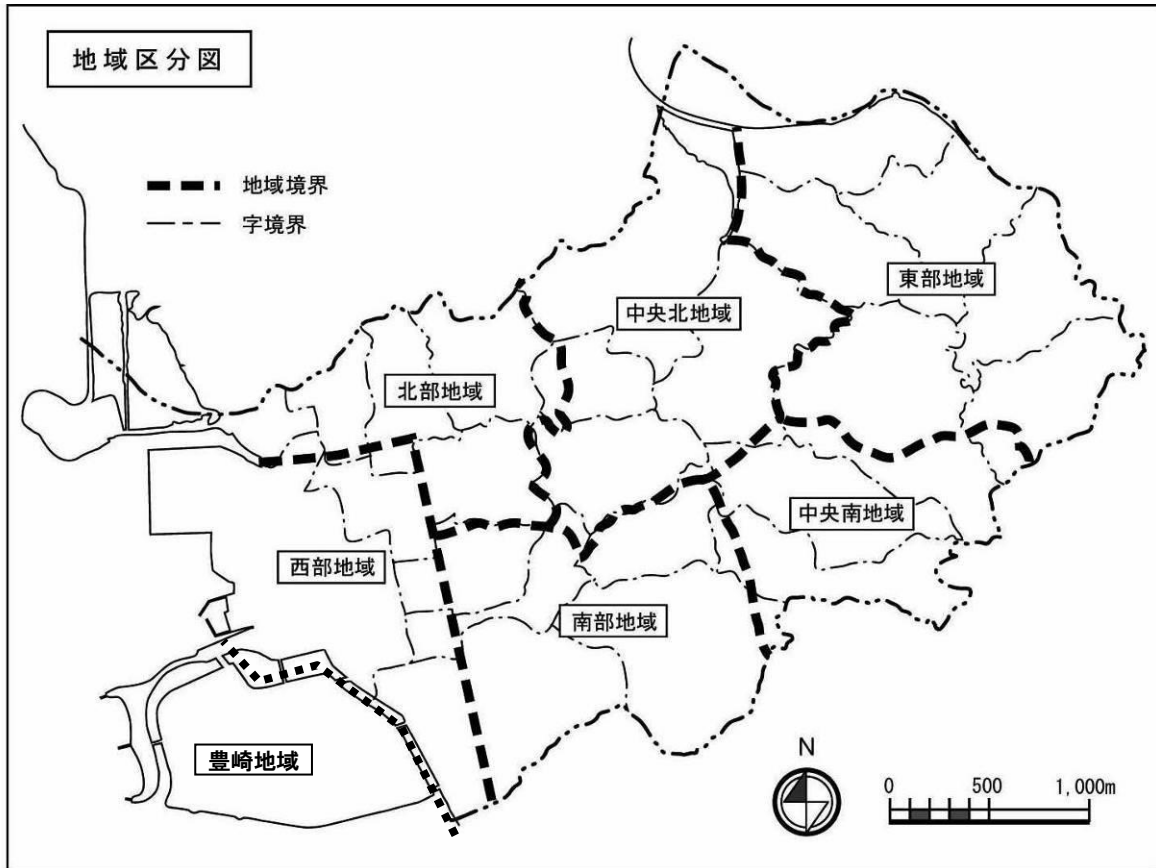 地域区分図
地域境界
字境界
東部地域
中央北地域
北部地域
中央南地域
西部地域
南部地域
豊崎地域
N
0 500 1,000m